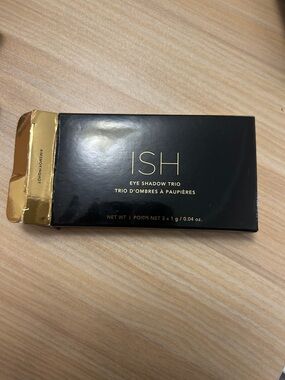 ISH
EYE SHADOW TRIO
TRIO D'OMBRES À PAUPIÈRES
NET WT | POIDS NET 3 x 1 g / 0.04 oz.